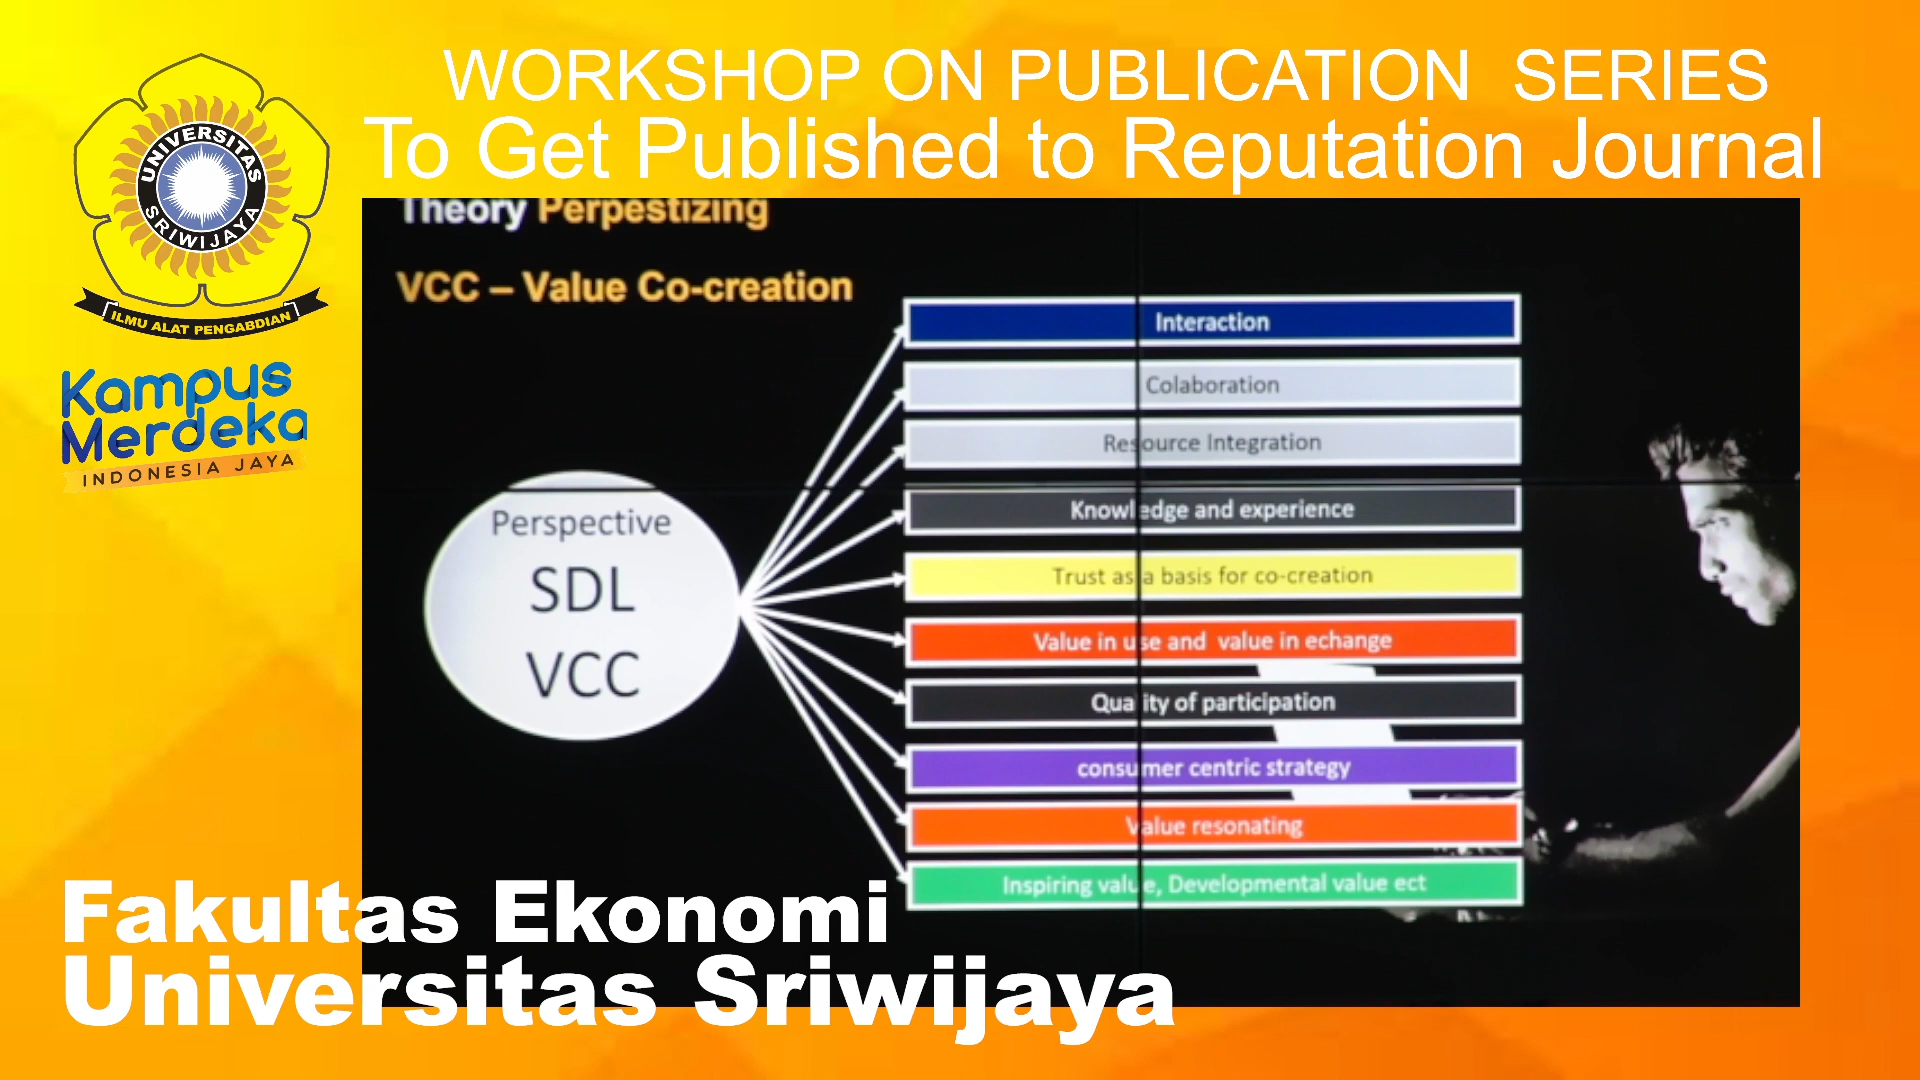 WORKSHOP ON PUBLICATION SERIES
To Get Published to Reputation Journal
UNIVERSITAS
SRIWIJAYA
ILMU ALAT PENGABDIAN
Kampus
Merdeka
INDONESIA JAYA
Theory Perpestizing
VCC – Value Co-creation
Perspective
SDL
VCC
Interaction
Colaboration
Resource Integration
Knowledge and experience
Trust as a basis for co-creation
Value in use and value in echange
Quality of participation
consumer centric strategy
Value resonating
Inspiring value, Developmental value ect
Fakultas Ekonomi
Universitas Sriwijaya